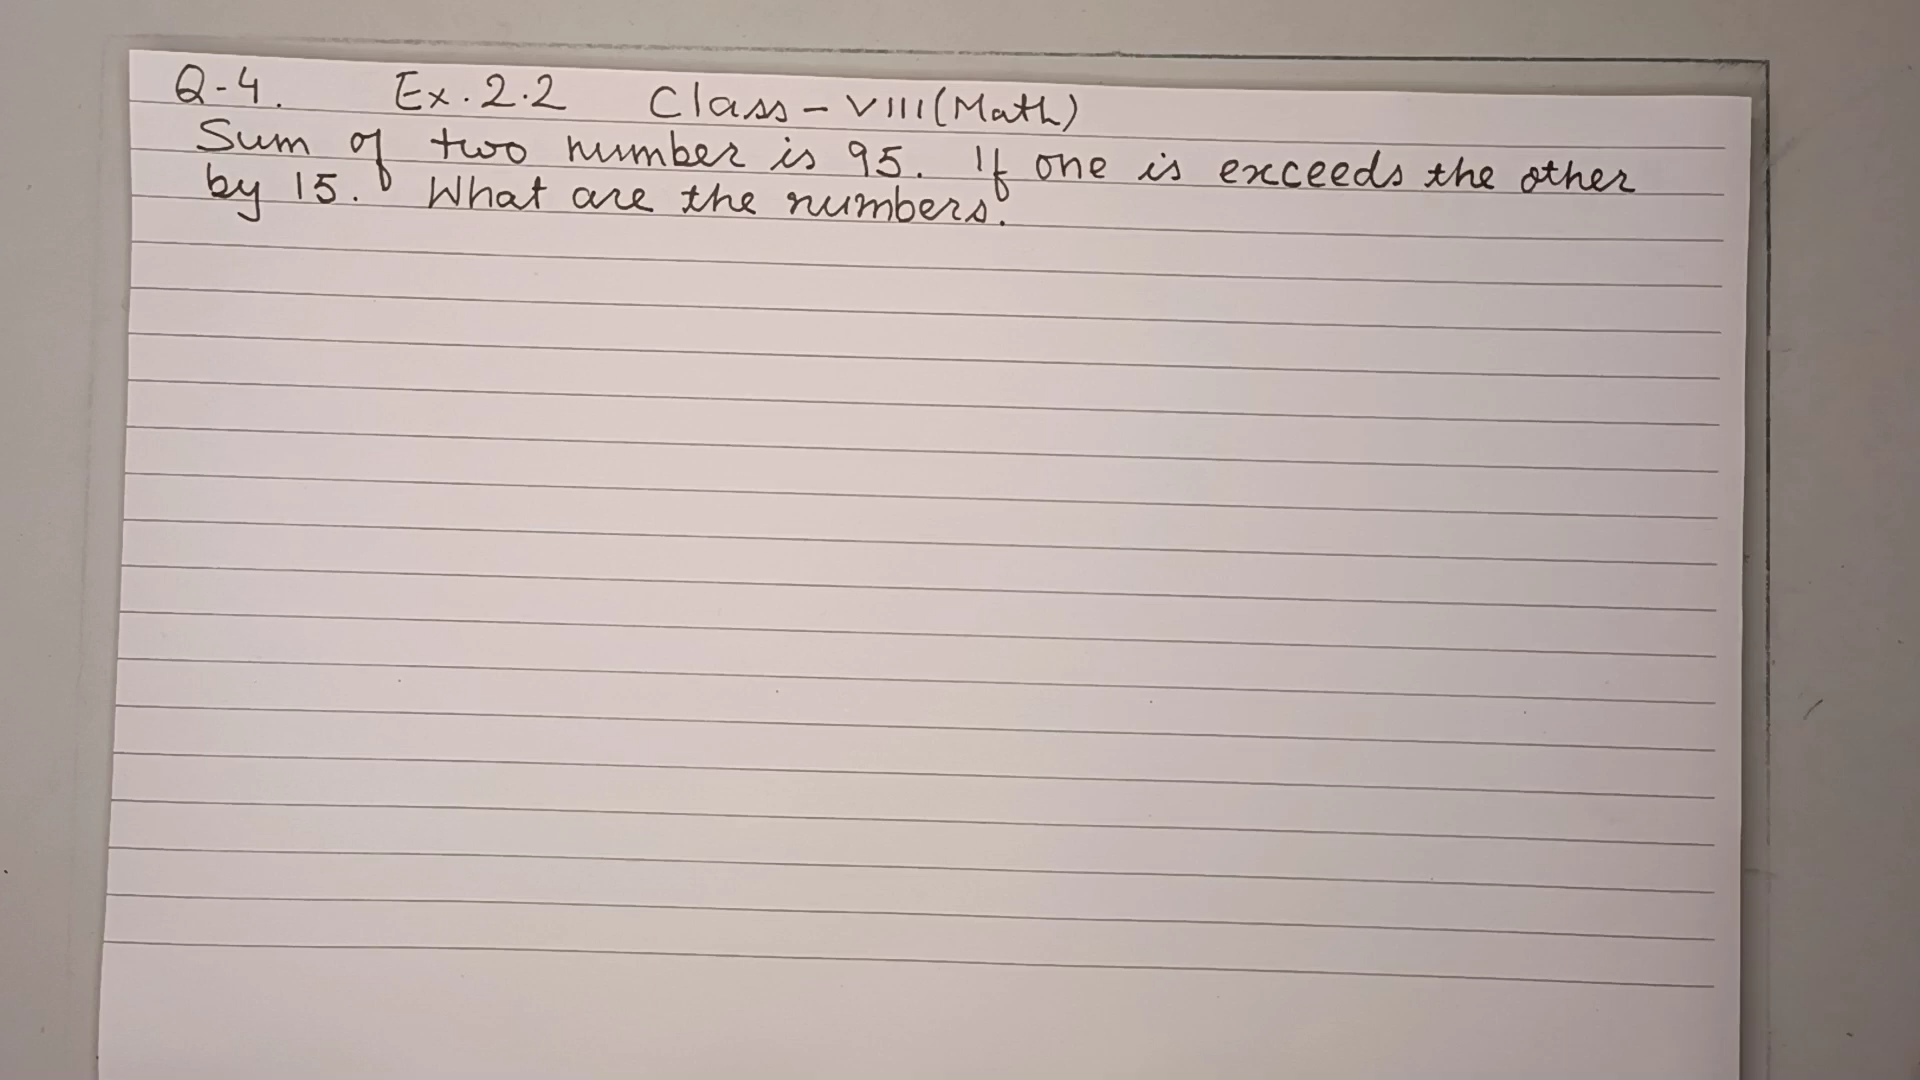 Q-4. Ex. 2.2 Class - VIII (Math)
Sum of two number is 95. If one is exceeds the other
by 15. What are the numbers.